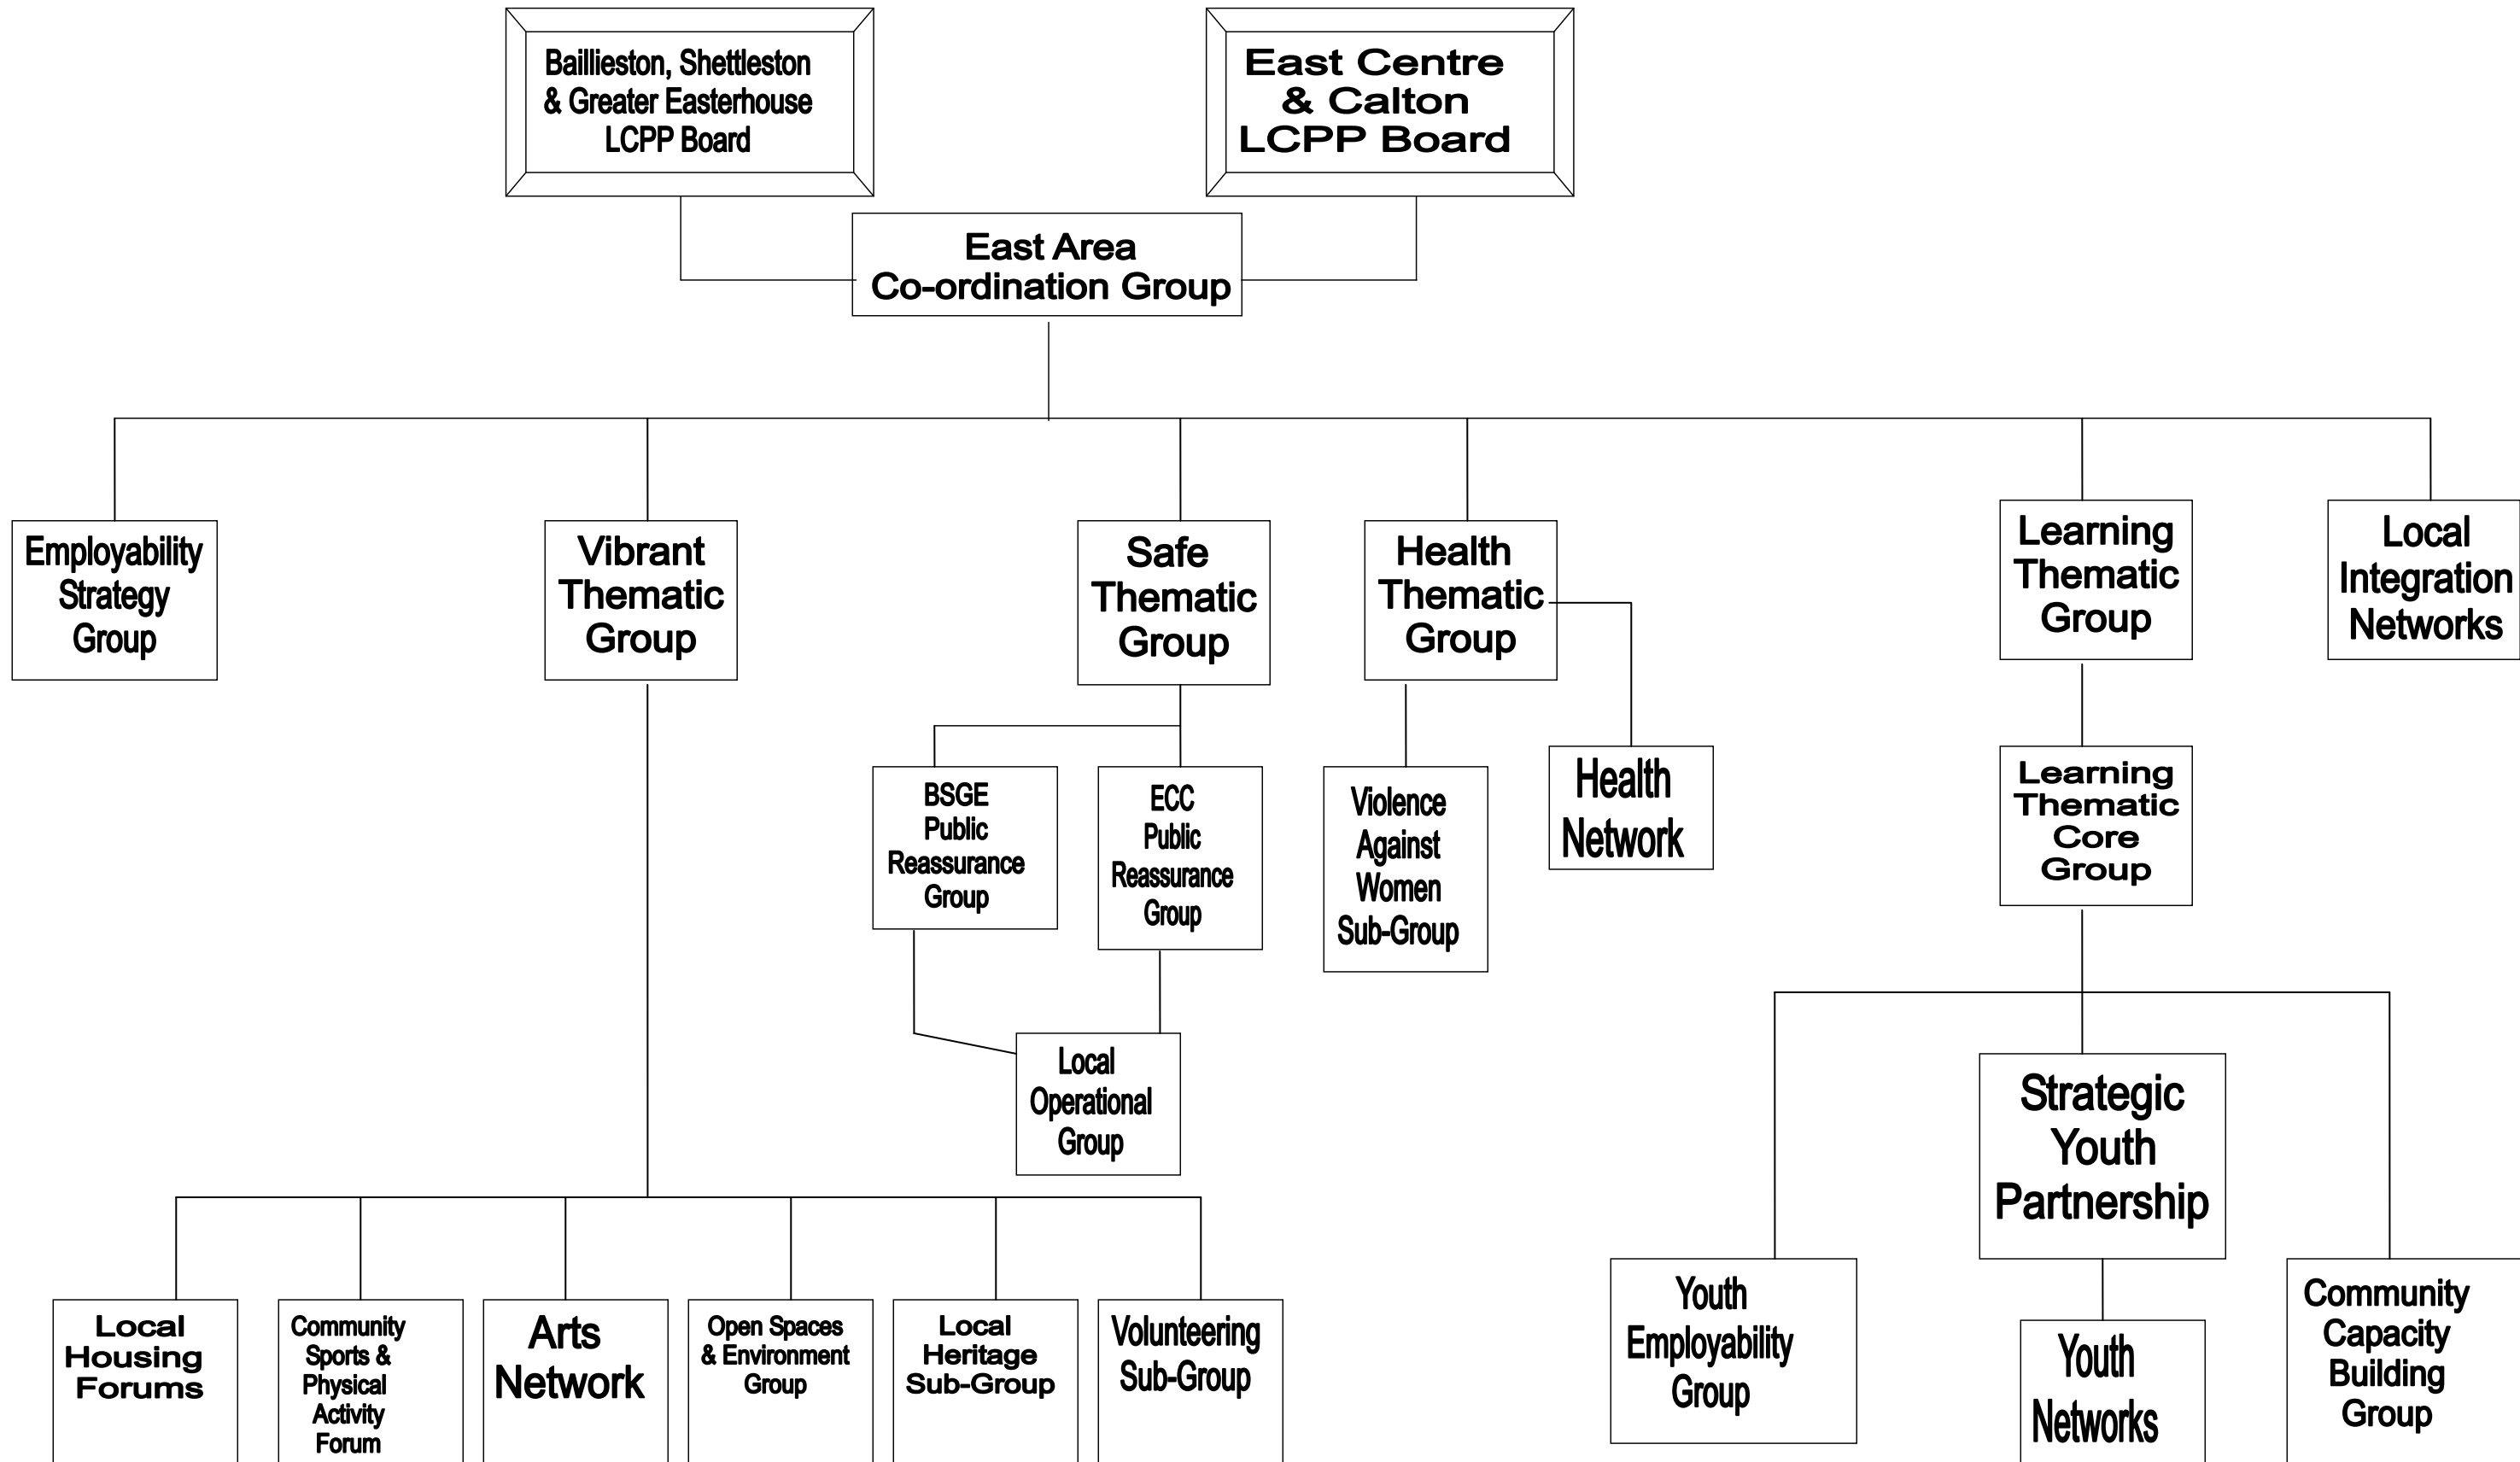 Baillieston, Shettleston
& Greater Easterhouse
LCPP Board
East Centre
& Calton
LCPP Board
East Area
Co-ordination Group
Employability
Strategy
Group
Vibrant
Thematic
Group
Safe
Thematic
Group
Health
Thematic
Group
Learning
Thematic
Group
Local
Integration
Networks
BSGE
Public
Reassurance
Group
ECC
Public
Reassurance
Group
Violence
Against
Women
Sub-Group
Health
Network
Learning
Thematic
Core
Group
Local
Operational
Group
Strategic
Youth
Partnership
Local
Housing
Forums
Community
Sports &
Physical
Activity
Forum
Arts
Network
Open Spaces
& Environment
Group
Local
Heritage
Sub-Group
Volunteering
Sub-Group
Youth
Employability
Group
Youth
Networks
Community
Capacity
Building
Group